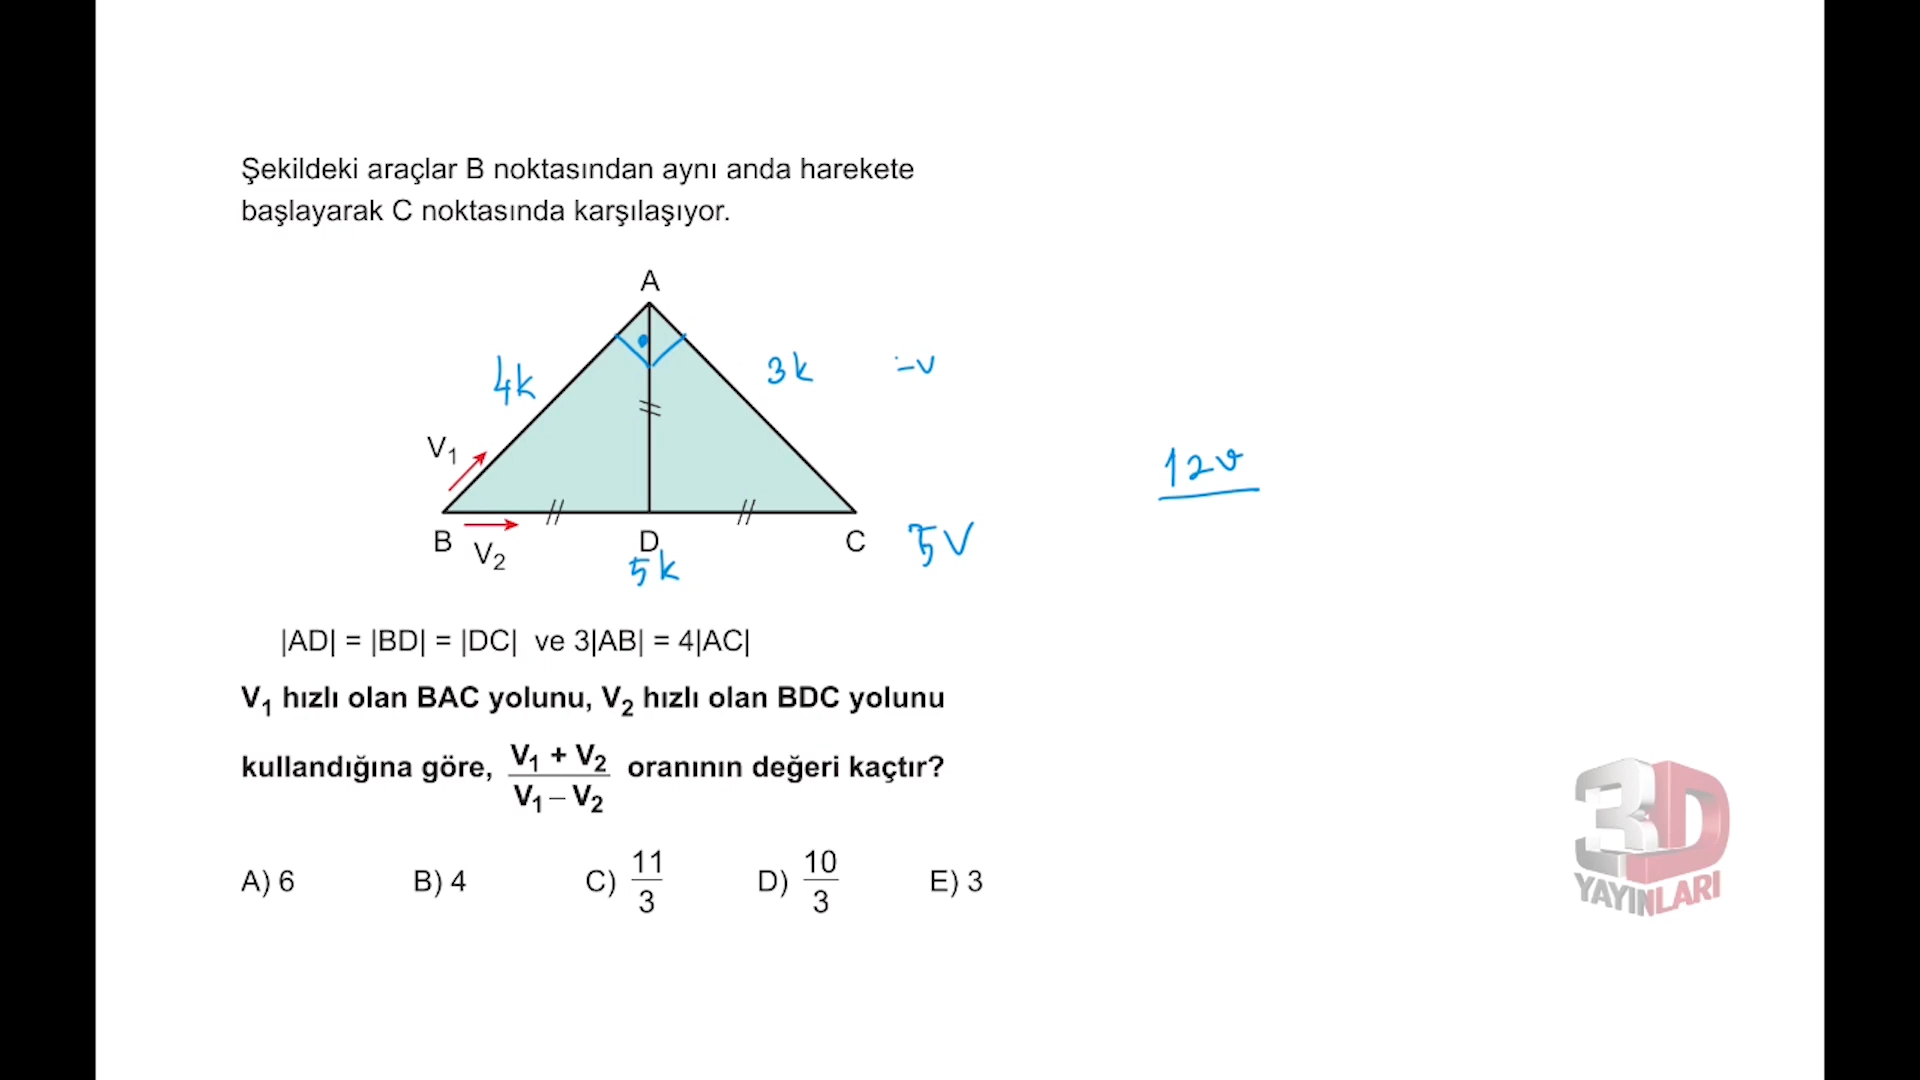 Şekildeki araçlar B noktasından aynı anda harekete
başlayarak C noktasında karşılaşıyor.
A
4k
3k
V₁
12v
B
V₂
D
C
5V
5k
|AD| = |BD| = |DC| ve 3|AB| = 4|AC|
V₁ hızlı olan BAC yolunu, V₂ hızlı olan BDC yolunu
kullandığına göre, (V₁ + V₂)/(V₁ – V₂) oranının değeri kaçtır?
A) 6 B) 4 C) 11/3 D) 10/3 E) 3
3D
YAYINLARI